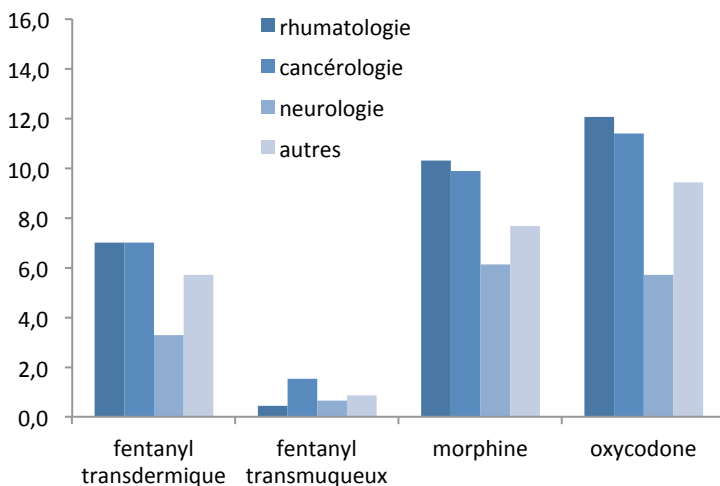 16,0
14,0
12,0
10,0
8,0
6,0
4,0
2,0
0,0
rhumatologie
cancérologie
neurologie
autres
fentanyl
transdermique
fentanyl
transmuqueux
morphine
oxycodone